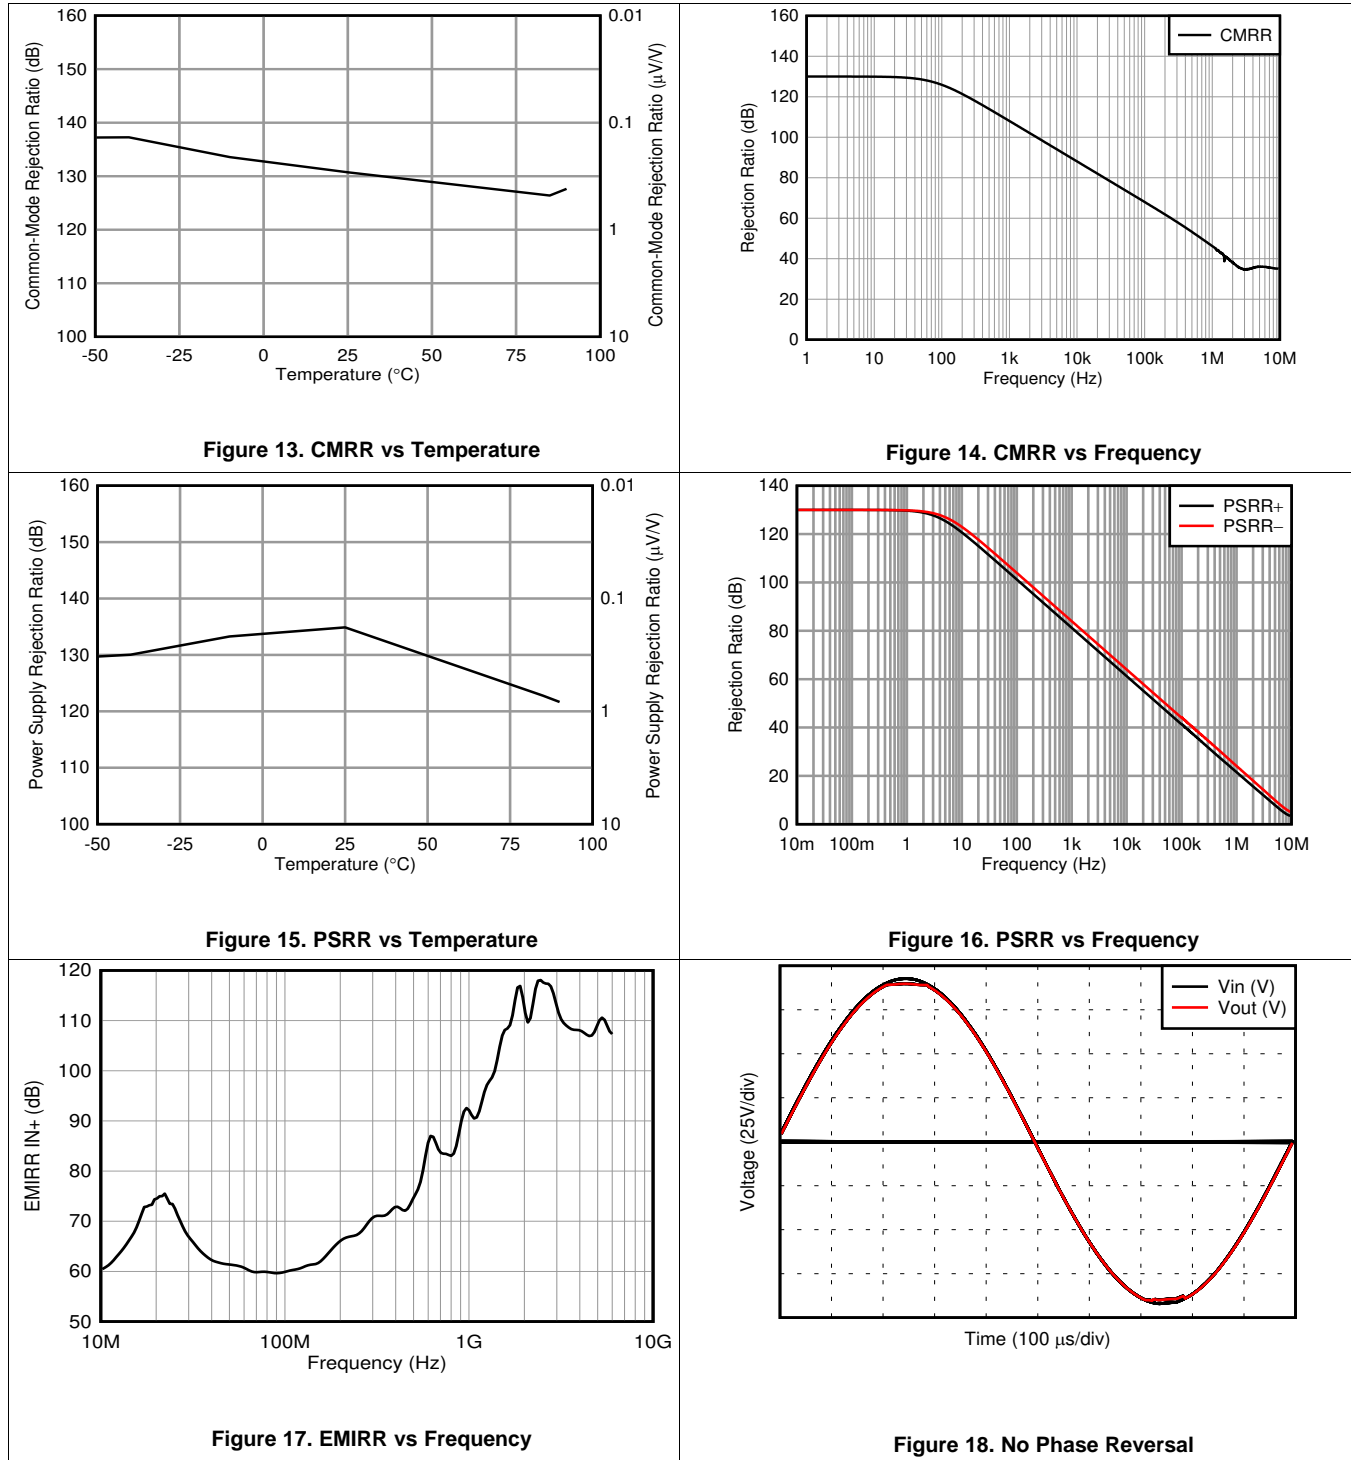 160
150
140
130
120
110
100
-50
-25
0
25
50
75
100
0.01
0.1
1
10
Common-Mode Rejection Ratio (dB)
Common-Mode Rejection Ratio (µV/V)
Temperature (°C)
Figure 13. CMRR vs Temperature
160
140
120
100
80
60
40
20
0
1
10
100
1k
10k
100k
1M
10M
Rejection Ratio (dB)
CMRR
Frequency (Hz)
Figure 14. CMRR vs Frequency
160
150
140
130
120
110
100
-50
-25
0
25
50
75
100
0.01
0.1
1
10
Power Supply Rejection Ratio (dB)
Power Supply Rejection Ratio (µV/V)
Temperature (°C)
Figure 15. PSRR vs Temperature
140
120
100
80
60
40
20
0
10m
100m
1
10
100
1k
10k
100k
1M
10M
Rejection Ratio (dB)
PSRR+
PSRR−
Frequency (Hz)
Figure 16. PSRR vs Frequency
120
110
100
90
80
70
60
50
10M
100M
1G
10G
EMIRR IN+ (dB)
Frequency (Hz)
Figure 17. EMIRR vs Frequency
Vin (V)
Vout (V)
Voltage (25V/div)
Time (100 µs/div)
Figure 18. No Phase Reversal